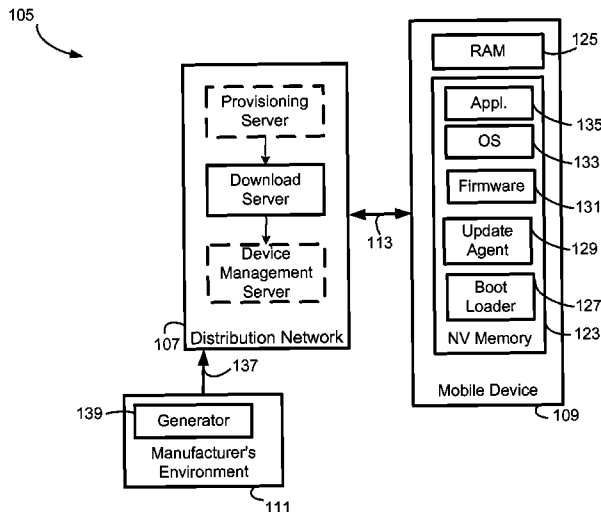 105
RAM
125
Provisioning
Server
Appl.
135
OS
133
Download
Server
Firmware
131
113
Update
Agent
129
Device
Management
Server
Boot
Loader
127
107
Distribution Network
NV Memory
123
137
Mobile Device
109
139
Generator
Manufacturer's
Environment
111